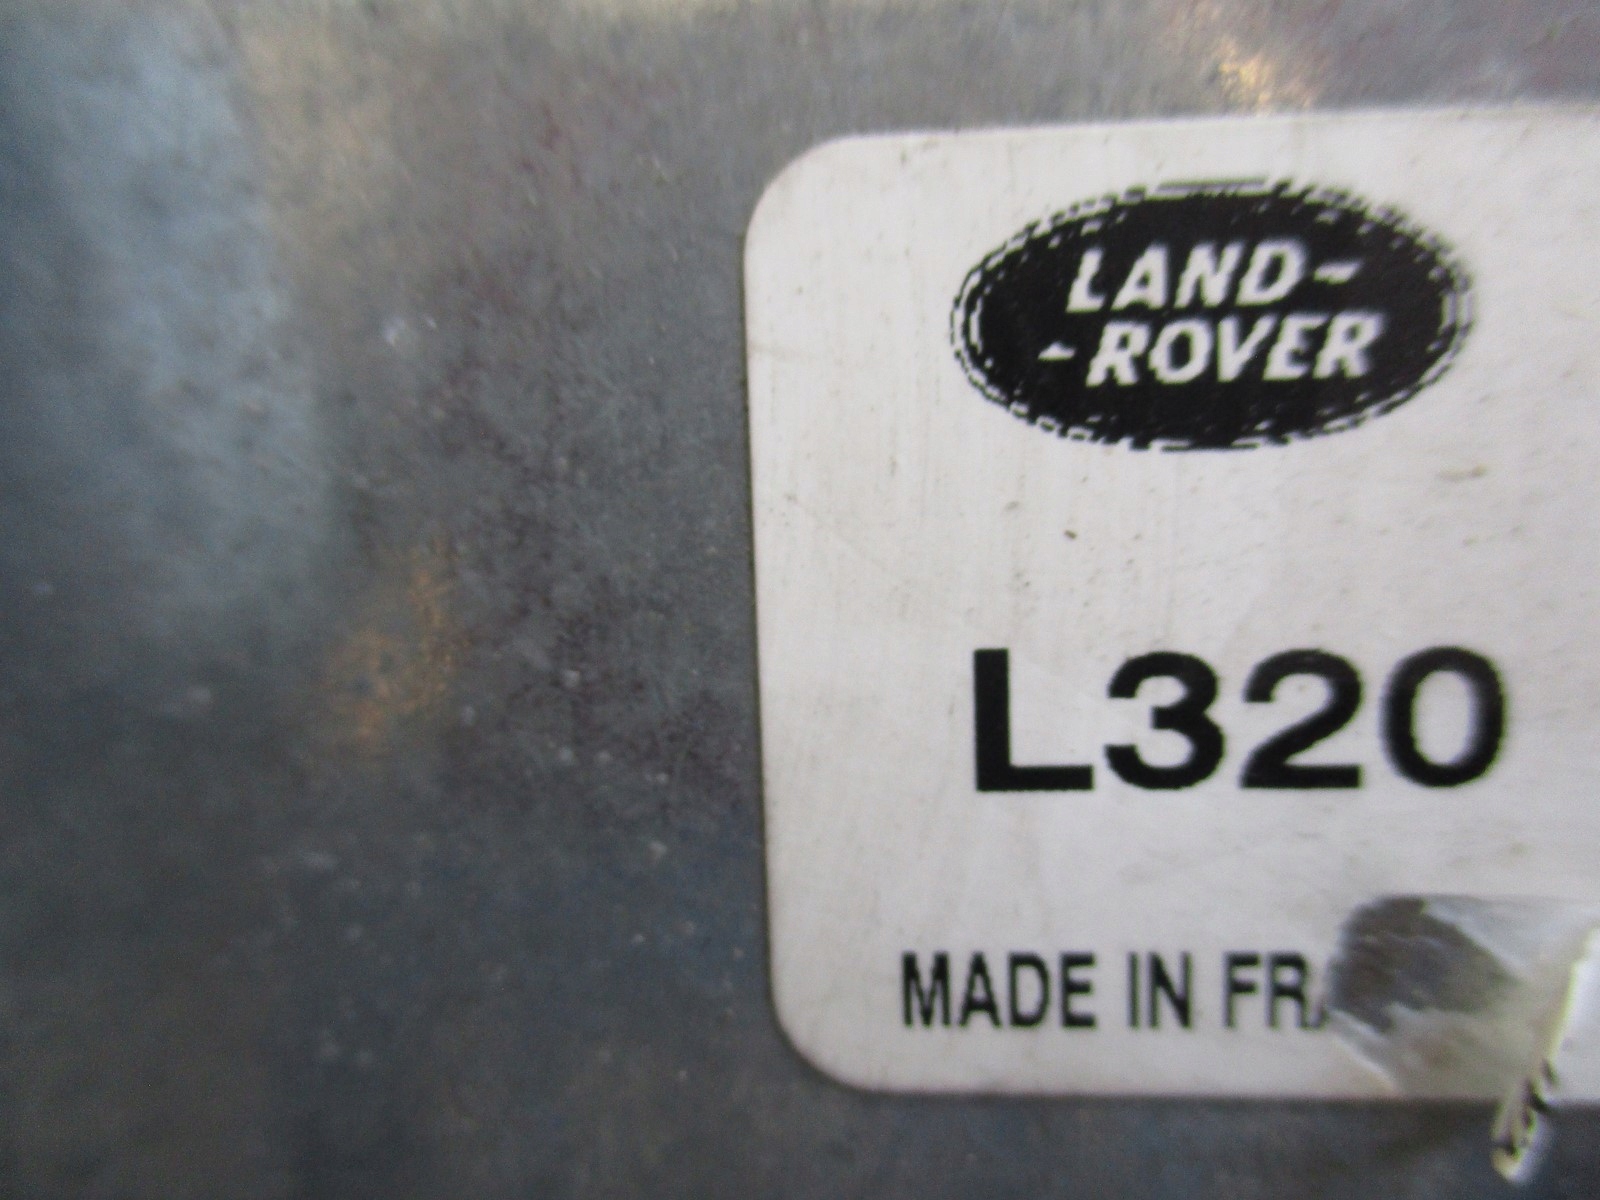 LAND-
-ROVER
L320
MADE IN FRA